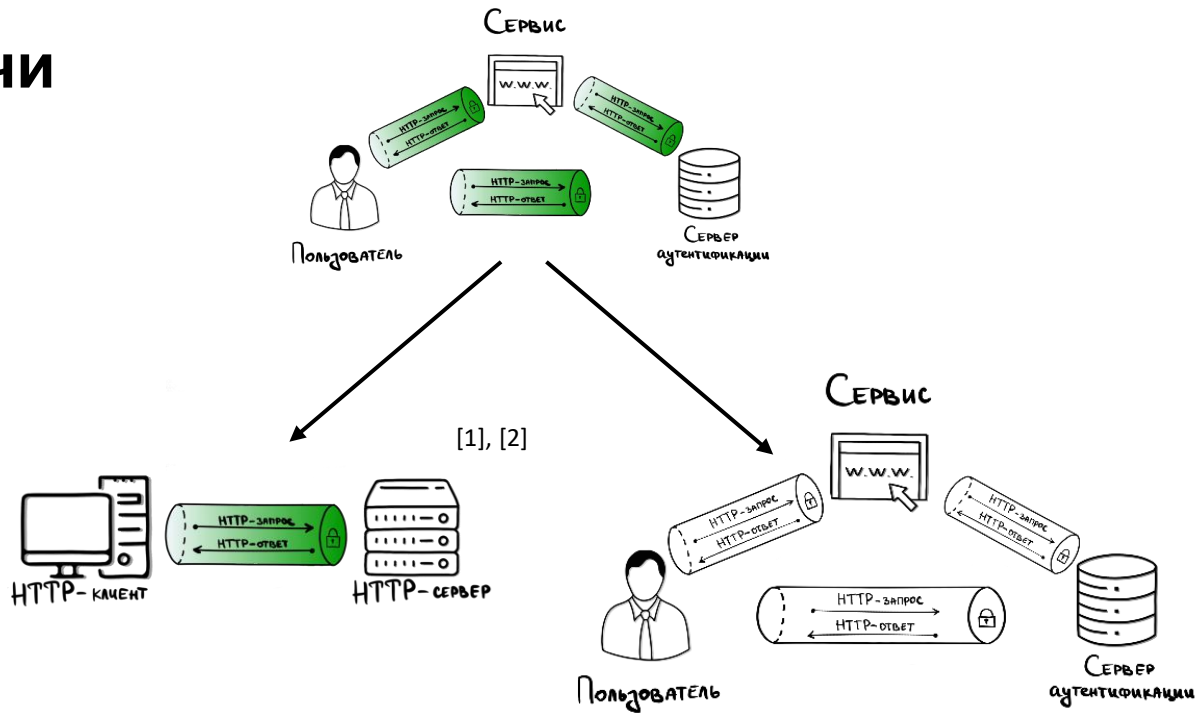 чи
Сервис
w.w.w.
HTTP-запрос
HTTP-ответ
HTTP-запрос
HTTP-ответ
HTTP-запрос
HTTP-ответ
Пользователь
Сервер
аутентификации
[1], [2]
HTTP-запрос
HTTP-ответ
HTTP-клиент
HTTP-сервер
Сервис
w.w.w.
HTTP-запрос
HTTP-ответ
HTTP-запрос
HTTP-ответ
HTTP-запрос
HTTP-ответ
Пользователь
Сервер
аутентификации